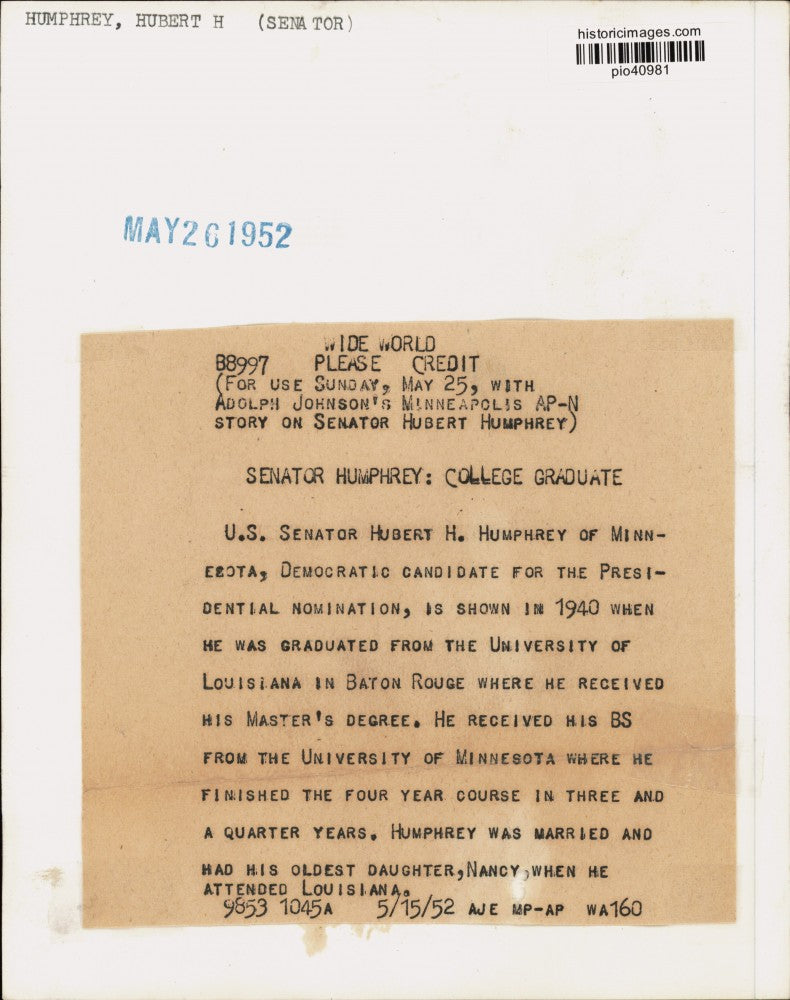 HUMPHREY, HUBERT H (SENATOR)
historicimages.com
pio40981
MAY 26 1952
WIDE WORLD
B8997 PLEASE CREDIT
(FOR USE SUNDAY, MAY 25, WITH
ADOLPH JOHNSON'S MINNEAPOLIS AP-N
STORY ON SENATOR HUBERT HUMPHREY)
SENATOR HUMPHREY: COLLEGE GRADUATE
U.S. SENATOR HUBERT H. HUMPHREY OF MINN-
ESOTA, DEMOCRATIC CANDIDATE FOR THE PRESI-
DENTIAL NOMINATION, IS SHOWN IN 1940 WHEN
HE WAS GRADUATED FROM THE UNIVERSITY OF
LOUISIANA IN BATON ROUGE WHERE HE RECEIVED
HIS MASTER'S DEGREE. HE RECEIVED HIS BS
FROM THE UNIVERSITY OF MINNESOTA WHERE HE
FINISHED THE FOUR YEAR COURSE IN THREE AND
A QUARTER YEARS. HUMPHREY WAS MARRIED AND
HAD HIS OLDEST DAUGHTER, NANCY, WHEN HE
ATTENDED LOUISIANA.
9853 1045A 5/15/52 AJE MP-AP WA160